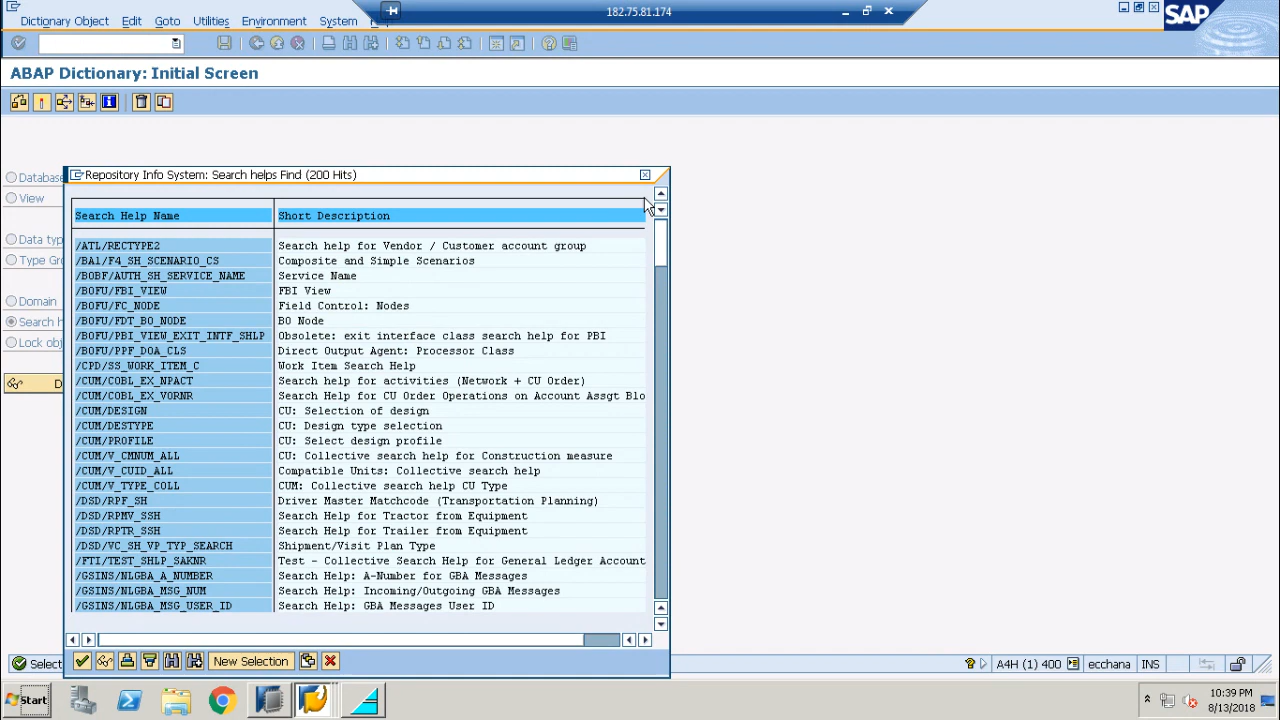 182.75.81.174
Dictionary Object Edit Goto Utilities Environment System
SAP
ABAP Dictionary: Initial Screen
Database
View
Data typ
Type Gro
Domain
Search h
Lock obj
D
Repository Info System: Search helps Find (200 Hits)
Search Help Name Short Description
/ATL/RECTYPE2 Search help for Vendor / Customer account group
/BA1/F4_SH_SCENARIO_CS Composite and Simple Scenarios
/BOBF/AUTH_SH_SERVICE_NAME Service Name
/BOFU/FBI_VIEW FBI View
/BOFU/FC_NODE Field Control: Nodes
/BOFU/FDT_BO_NODE BO Node
/BOFU/PBI_VIEW_EXIT_INTF_SHLP Obsolete: exit interface class search help for PBI
/BOFU/PPF_DOA_CLS Direct Output Agent: Processor Class
/CPD/SS_WORK_ITEM_C Work Item Search Help
/CUM/COBL_EX_NPACT Search help for activities (Network + CU Order)
/CUM/COBL_EX_VORNR Search Help for CU Order Operations on Account Assgt Blo
/CUM/DESIGN CU: Selection of design
/CUM/DESTYPE CU: Design type selection
/CUM/PROFILE CU: Select design profile
/CUM/V_CMNUM_ALL CU: Collective search help for Construction measure
/CUM/V_CUID_ALL Compatible Units: Collective search help
/CUM/V_TYPE_COLL CUM: Collective search help CU Type
/DSD/RPF_SH Driver Master Matchcode (Transportation Planning)
/DSD/RPMV_SSH Search Help for Tractor from Equipment
/DSD/RPTR_SSH Search Help for Trailer from Equipment
/DSD/VC_SH_VP_TYP_SEARCH Shipment/Visit Plan Type
/FTI/TEST_SHLP_SAKNR Test - Collective Search Help for General Ledger Account
/GSINS/NLGBA_A_NUMBER Search Help: A-Number for GBA Messages
/GSINS/NLGBA_MSG_NUM Search Help: Incoming/Outgoing GBA Messages
/GSINS/NLGBA_MSG_USER_ID Search Help: GBA Messages User ID
New Selection
Select
A4H (1) 400 ecchana INS
Start
10:39 PM
8/13/2018